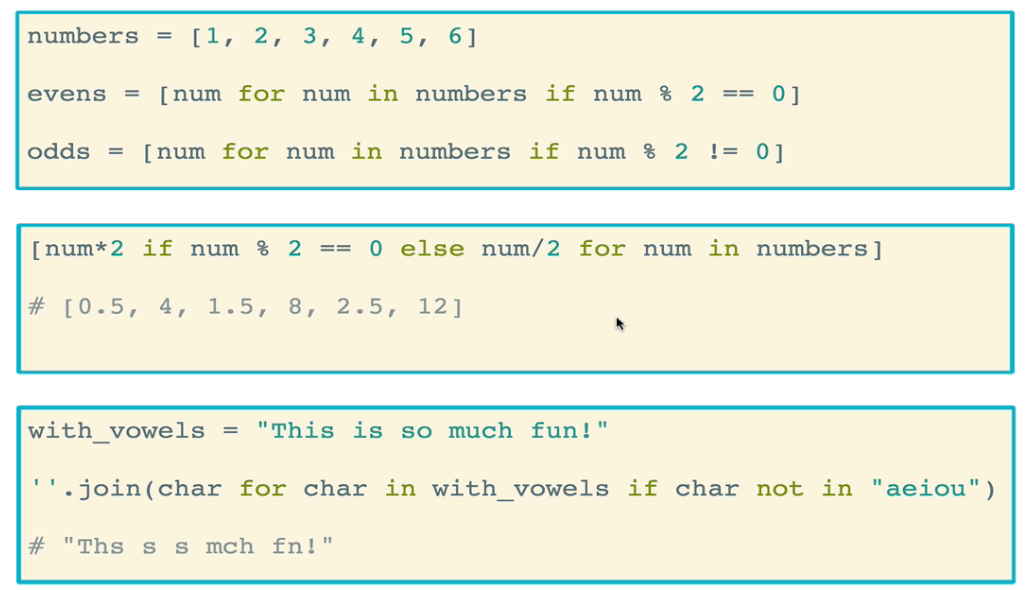 numbers = [1, 2, 3, 4, 5, 6]
evens = [num for num in numbers if num % 2 == 0]
odds = [num for num in numbers if num % 2 != 0]
[num*2 if num % 2 == 0 else num/2 for num in numbers]
# [0.5, 4, 1.5, 8, 2.5, 12]
with_vowels = "This is so much fun!"
''.join(char for char in with_vowels if char not in "aeiou")
# "Ths s s mch fn!"